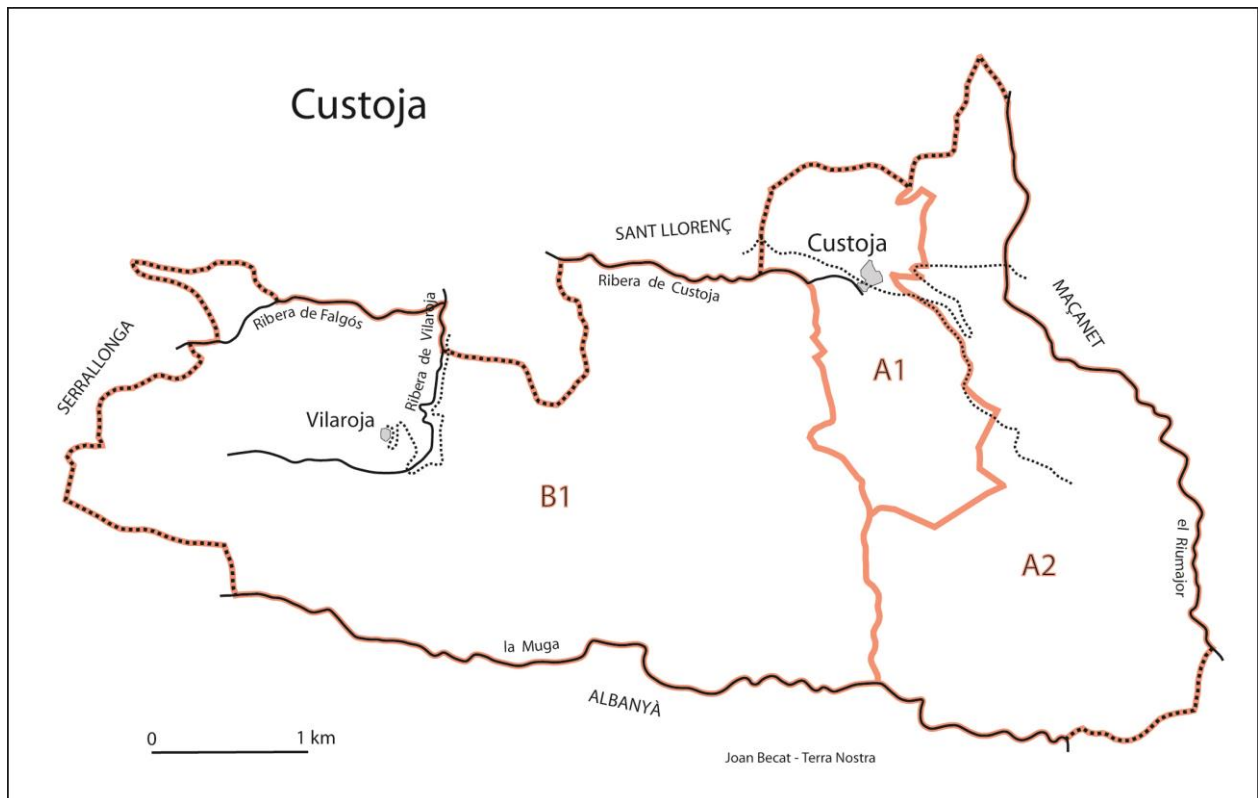 Custoja
SANT LLORENÇ
Custoja
Ribera de Custoja
MAÇANET
Ribera de Falgós
Ribera de Vilaroja
SERRALLONGA
A1
Vilaroja
B1
A2
el Riumajor
la Muga
ALBANYÀ
0 1 km
Joan Becat - Terra Nostra